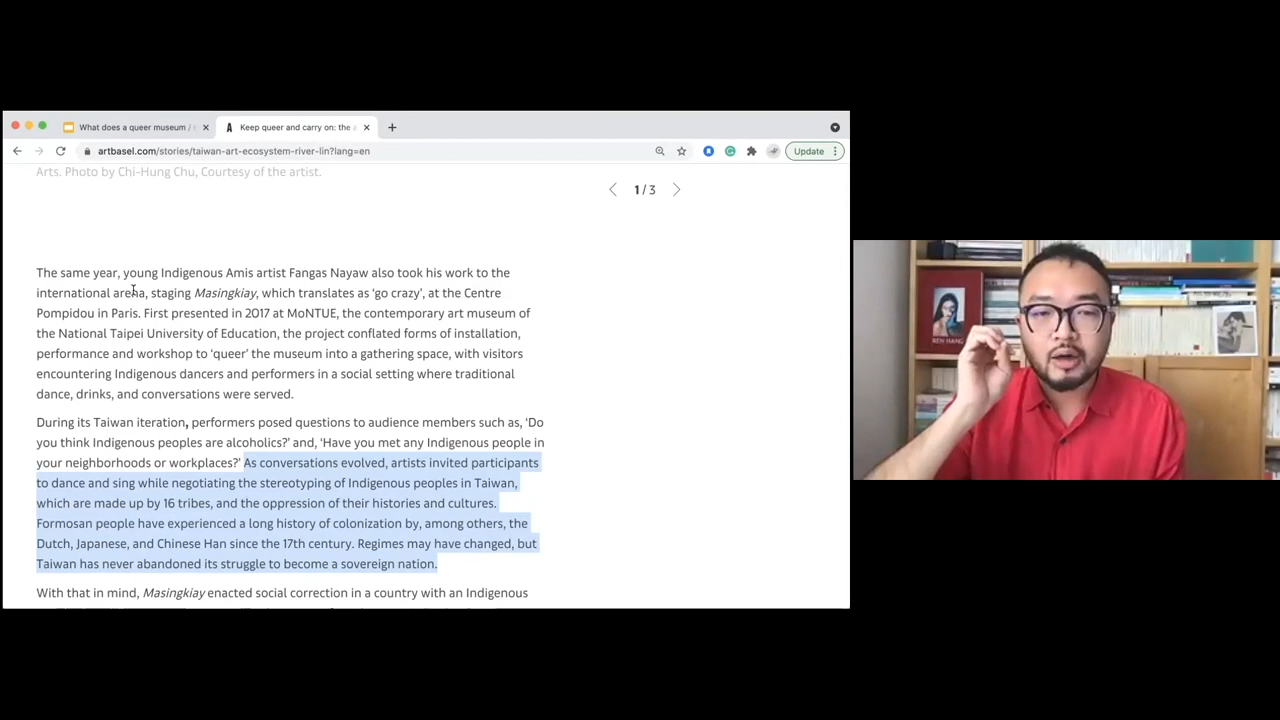 What does a queer museum /
Keep queer and carry on: the a
Update
artbasel.com/stories/taiwan-art-ecosystem-river-lin?lang=en
Arts. Photo by Chi-Hung Chu, Courtesy of the artist.
1 / 3
The same year, young Indigenous Amis artist Fangas Nayaw also took his work to the
international arena, staging Masingkiay, which translates as ‘go crazy’, at the Centre
Pompidou in Paris. First presented in 2017 at MoNTUE, the contemporary art museum of
the National Taipei University of Education, the project conflated forms of installation,
performance and workshop to ‘queer’ the museum into a gathering space, with visitors
encountering Indigenous dancers and performers in a social setting where traditional
dance, drinks, and conversations were served.
During its Taiwan iteration, performers posed questions to audience members such as, ‘Do
you think Indigenous peoples are alcoholics?’ and, ‘Have you met any Indigenous people in
your neighborhoods or workplaces?’ As conversations evolved, artists invited participants
to dance and sing while negotiating the stereotyping of Indigenous peoples in Taiwan,
which are made up by 16 tribes, and the oppression of their histories and cultures.
Formosan people have experienced a long history of colonization by, among others, the
Dutch, Japanese, and Chinese Han since the 17th century. Regimes may have changed, but
Taiwan has never abandoned its struggle to become a sovereign nation.
With that in mind, Masingkiay enacted social correction in a country with an Indigenous
REN HANG